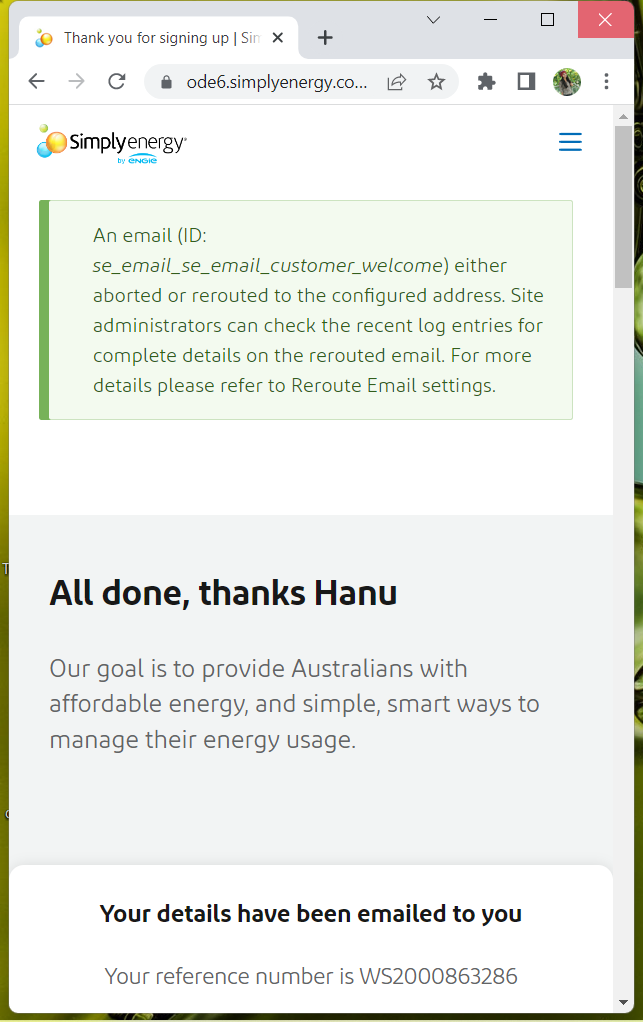 Thank you for signing up | Sim
ode6.simplyenergy.co...
Simplyenergy
by ENGIE
An email (ID:
se_email_se_email_customer_welcome) either
aborted or rerouted to the configured address. Site
administrators can check the recent log entries for
complete details on the rerouted email. For more
details please refer to Reroute Email settings.
All done, thanks Hanu
Our goal is to provide Australians with
affordable energy, and simple, smart ways to
manage their energy usage.
Your details have been emailed to you
Your reference number is WS2000863286